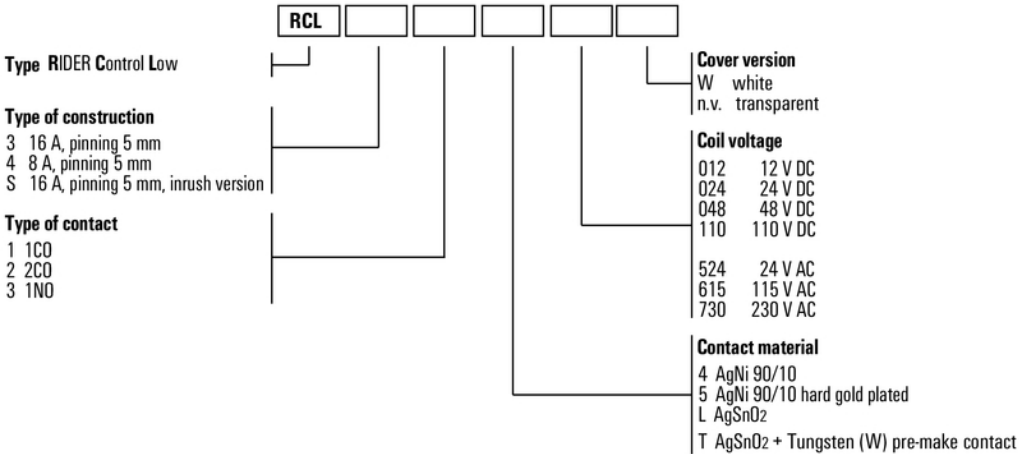 RCL
Type RIDER Control Low
Type of construction
3 16 A, pinning 5 mm
4 8 A, pinning 5 mm
S 16 A, pinning 5 mm, inrush version
Type of contact
1 1CO
2 2CO
3 1NO
Cover version
W white
n.v. transparent
Coil voltage
012 12 V DC
024 24 V DC
048 48 V DC
110 110 V DC
524 24 V AC
615 115 V AC
730 230 V AC
Contact material
4 AgNi 90/10
5 AgNi 90/10 hard gold plated
L AgSnO2
T AgSnO2 + Tungsten (W) pre-make contact